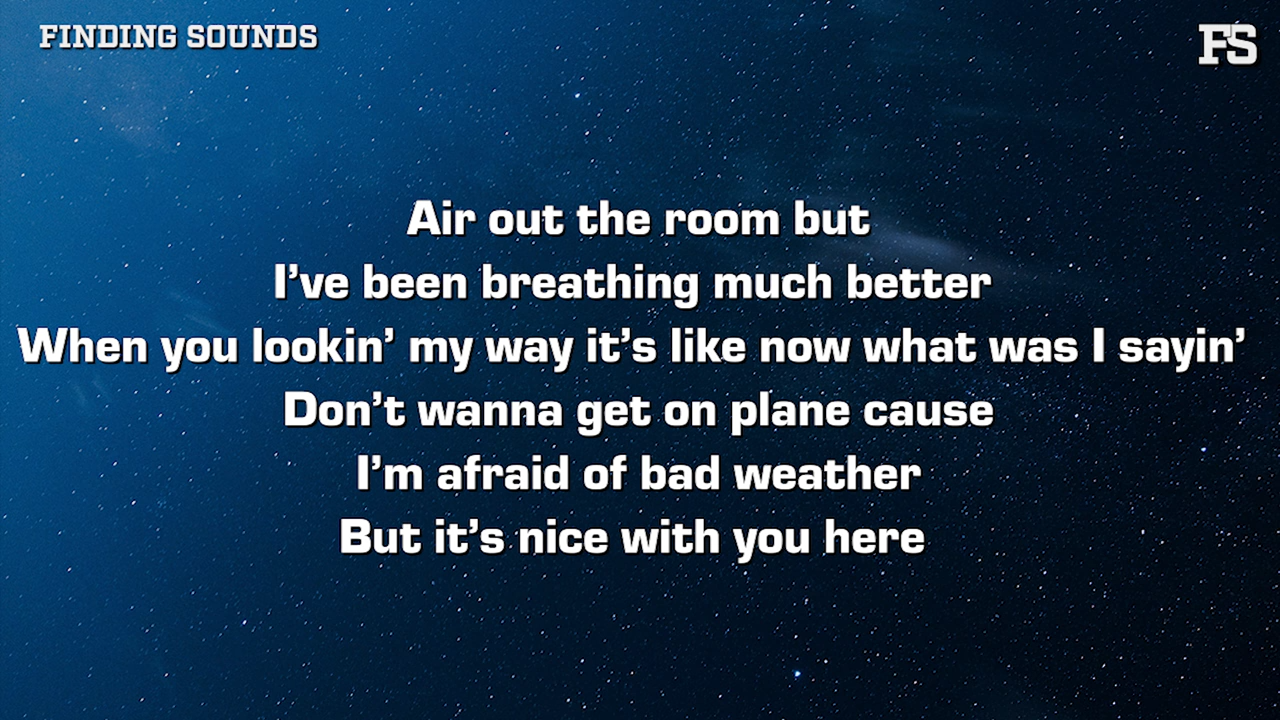 FINDING SOUNDS
FS
Air out the room but
I’ve been breathing much better
When you lookin’ my way it’s like now what was I sayin’
Don’t wanna get on plane cause
I’m afraid of bad weather
But it’s nice with you here